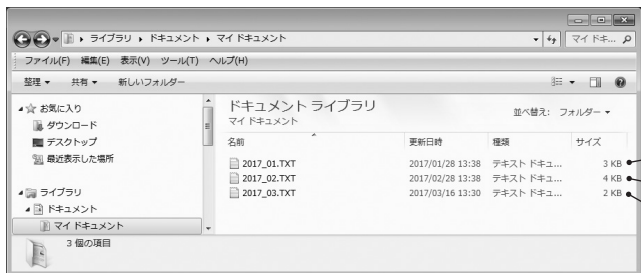 ライブラリ ▸ ドキュメント ▸ マイ ドキュメント
マイ ドキ...
ファイル(F) 編集(E) 表示(V) ツール(T) ヘルプ(H)
整理 共有 新しいフォルダー
お気に入り
ダウンロード
デスクトップ
最近表示した場所
ライブラリ
ドキュメント
マイ ドキュメント
ドキュメント ライブラリ
マイ ドキュメント
並べ替え: フォルダー
名前 更新日時 種類 サイズ
2017_01.TXT 2017/01/28 13:38 テキスト ドキュ... 3 KB
2017_02.TXT 2017/02/28 13:38 テキスト ドキュ... 4 KB
2017_03.TXT 2017/03/16 13:30 テキスト ドキュ... 2 KB
3 個の項目